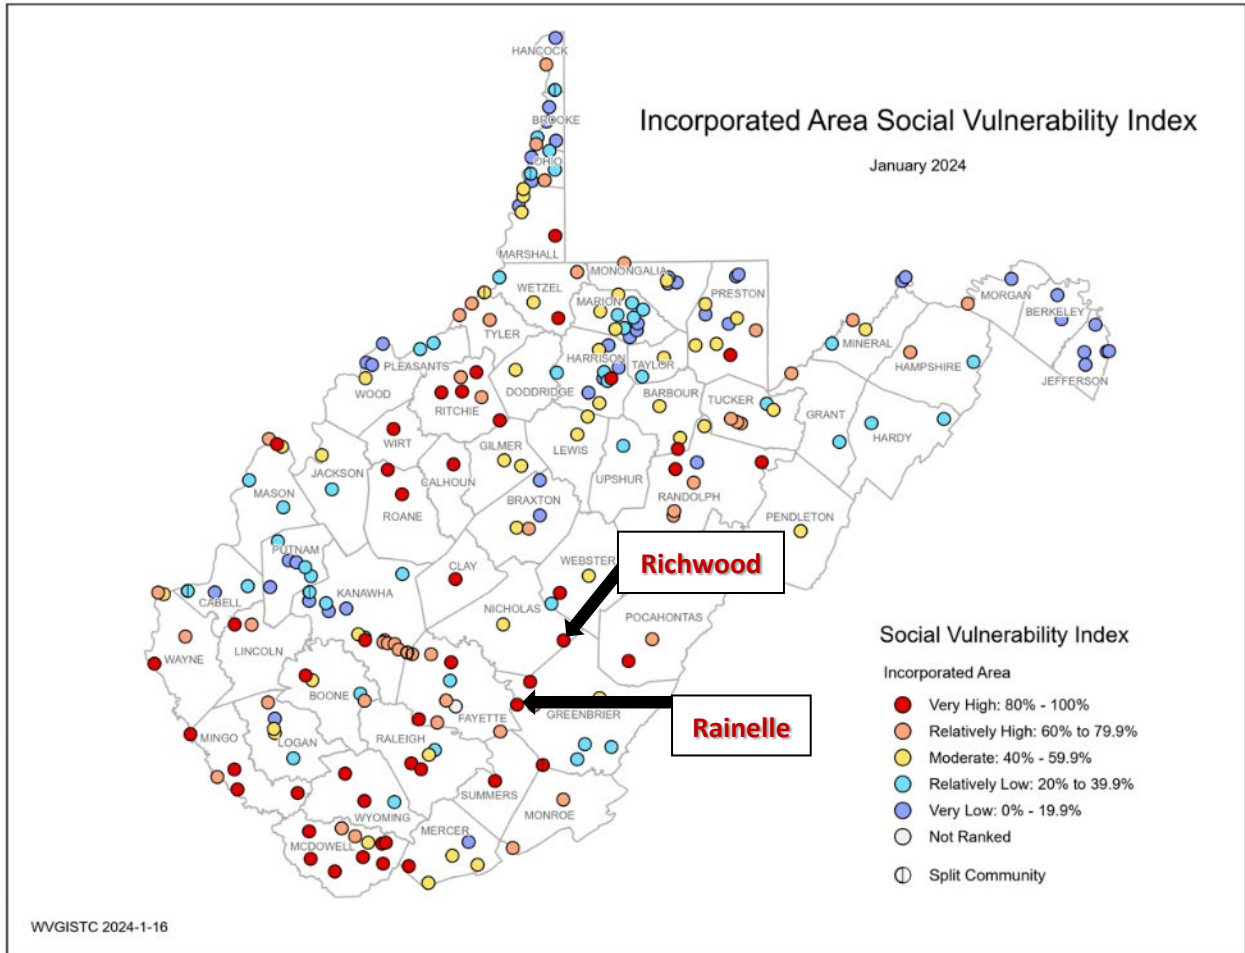 HANCOCK
Incorporated Area Social Vulnerability Index
BROOKE
January 2024
OHIO
MARSHALL
MONONGALIA
WETZEL
PRESTON
MARION
MORGAN
BERKELEY
TYLER
MINERAL
HARRISON
TAYLOR
HAMPSHIRE
PLEASANTS
JEFFERSON
WOOD
DODDRIDGE
BARBOUR
TUCKER
RITCHIE
GRANT
HARDY
WIRT
GILMER
LEWIS
JACKSON
CALHOUN
UPSHUR
MASON
RANDOLPH
BRAXTON
ROANE
PENDLETON
PUTNAM
WEBSTER
Richwood
CLAY
KANAWHA
CABELL
NICHOLAS
POCAHONTAS
Social Vulnerability Index
LINCOLN
WAYNE
Incorporated Area
BOONE
Very High: 80% - 100%
GREENBRIER
FAYETTE
Rainelle
Relatively High: 60% to 79.9%
MINGO
LOGAN
RALEIGH
Moderate: 40% - 59.9%
Relatively Low: 20% to 39.9%
SUMMERS
Very Low: 0% - 19.9%
MONROE
WYOMING
MERCER
Not Ranked
MCDOWELL
Split Community
WVGISTC 2024-1-16